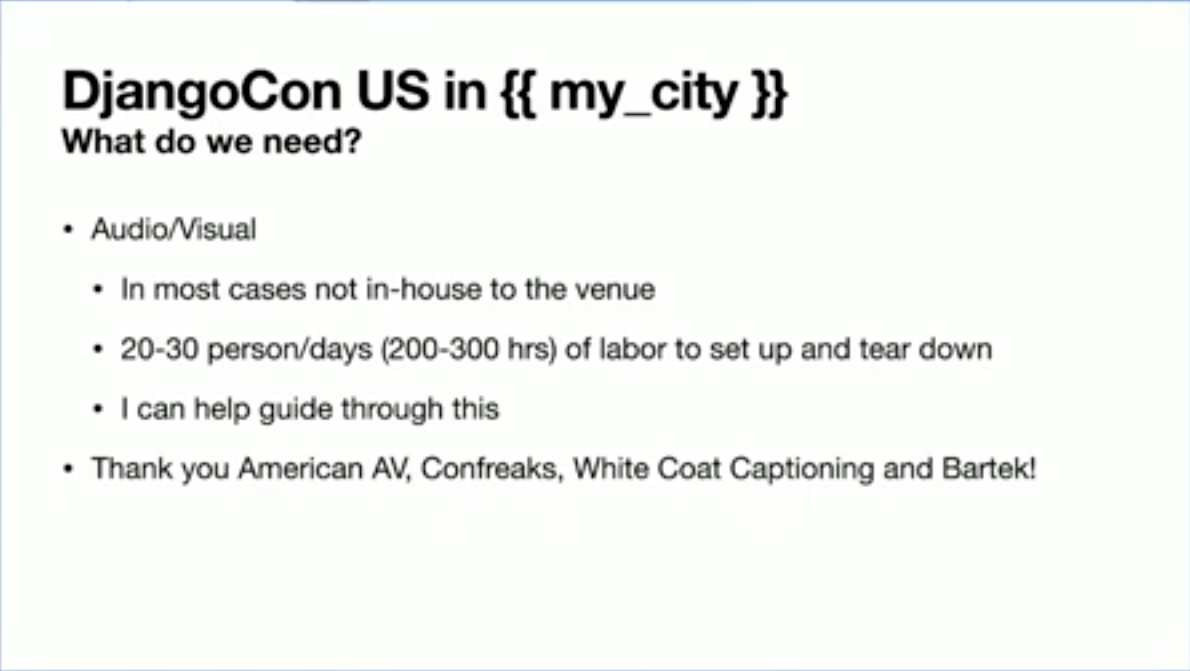 DjangoCon US in {{ my_city }}
What do we need?
• Audio/Visual
• In most cases not in-house to the venue
• 20-30 person/days (200-300 hrs) of labor to set up and tear down
• I can help guide through this
• Thank you American AV, Confreaks, White Coat Captioning and Bartek!